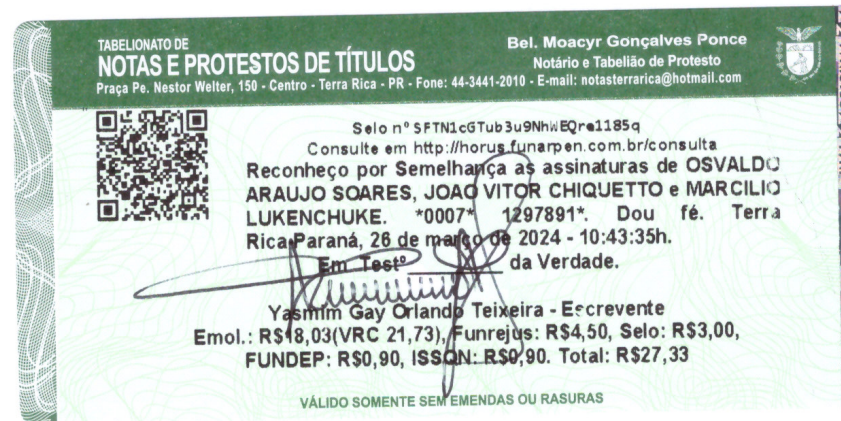 TABELIONATO DE
NOTAS E PROTESTOS DE TÍTULOS
Bel. Moacyr Gonçalves Ponce
Notário e Tabelião de Protesto
Praça Pe. Nestor Welter, 150 - Centro - Terra Rica - PR - Fone: 44-3441-2010 - E-mail: notasterrarica@hotmail.com
Selo nº SFTN1cGTub3u9NhWEQre1185q
Consulte em http://horus.funarpen.com.br/consulta
Reconheço por Semelhança as assinaturas de OSVALDO
ARAUJO SOARES, JOAO VITOR CHIQUETTO e MARCILIO
LUKENCHUKE. *0007* 1297891*. Dou fé. Terra
Rica-Paraná, 26 de março de 2024 - 10:43:35h.
Em Testº da Verdade.
Yasmim Gay Orlando Teixeira - Escrevente
Emol.: R$18,03(VRC 21,73), Funrejus: R$4,50, Selo: R$3,00,
FUNDEP: R$0,90, ISSQN: R$0,90. Total: R$27,33
VÁLIDO SOMENTE SEM EMENDAS OU RASURAS